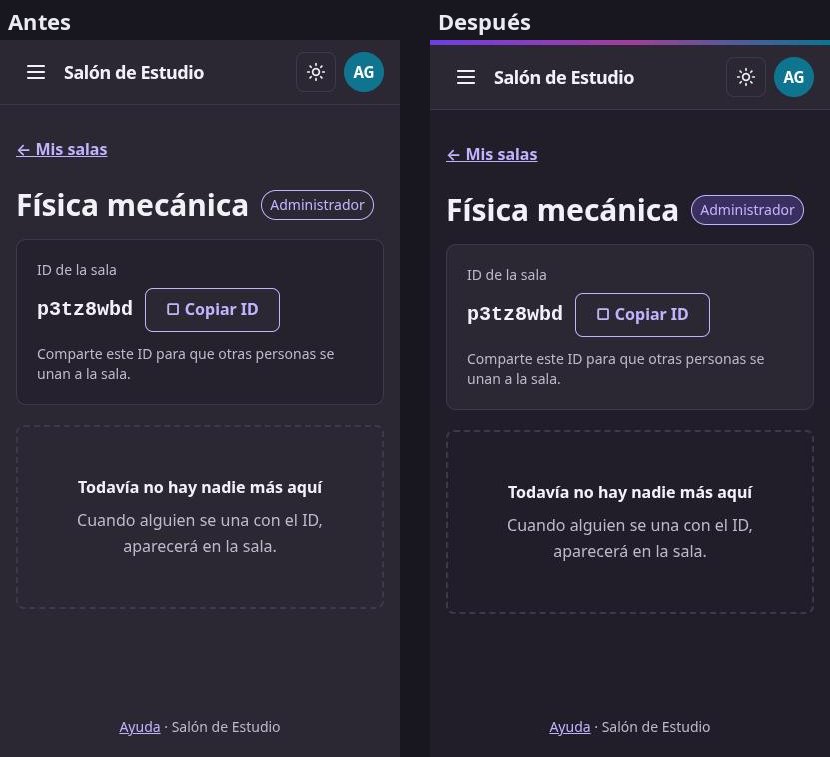 Antes
Salón de Estudio
AG
← Mis salas
Física mecánica
Administrador
ID de la sala
p3tz8wbd
Copiar ID
Comparte este ID para que otras personas se
unan a la sala.
Todavía no hay nadie más aquí
Cuando alguien se una con el ID,
aparecerá en la sala.
Ayuda · Salón de Estudio
Después
Salón de Estudio
AG
← Mis salas
Física mecánica
Administrador
ID de la sala
p3tz8wbd
Copiar ID
Comparte este ID para que otras personas se
unan a la sala.
Todavía no hay nadie más aquí
Cuando alguien se una con el ID,
aparecerá en la sala.
Ayuda · Salón de Estudio